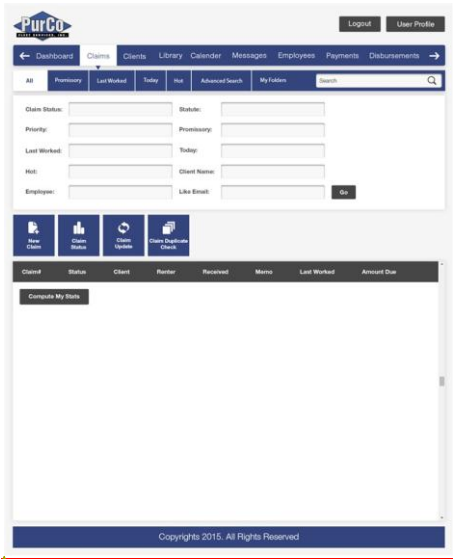 PurCo
FLEET SERVICES, INC.
Logout User Profile
Dashboard Claims Clients Library Calender Messages Employees Payments Disbursements
All Promissory Last Worked Today Hot Advanced Search My Folders Search
Claim Status: Statute:
Priority: Promissory:
Last Worked: Today:
Hot: Client Name:
Employee: Like Email: Go
New Claim Claim Status Claim Update Claim Duplicate Check
Claim# Status Client Renter Received Memo Last Worked Amount Due
Compute My Stats
Copyrights 2015. All Rights Reserved